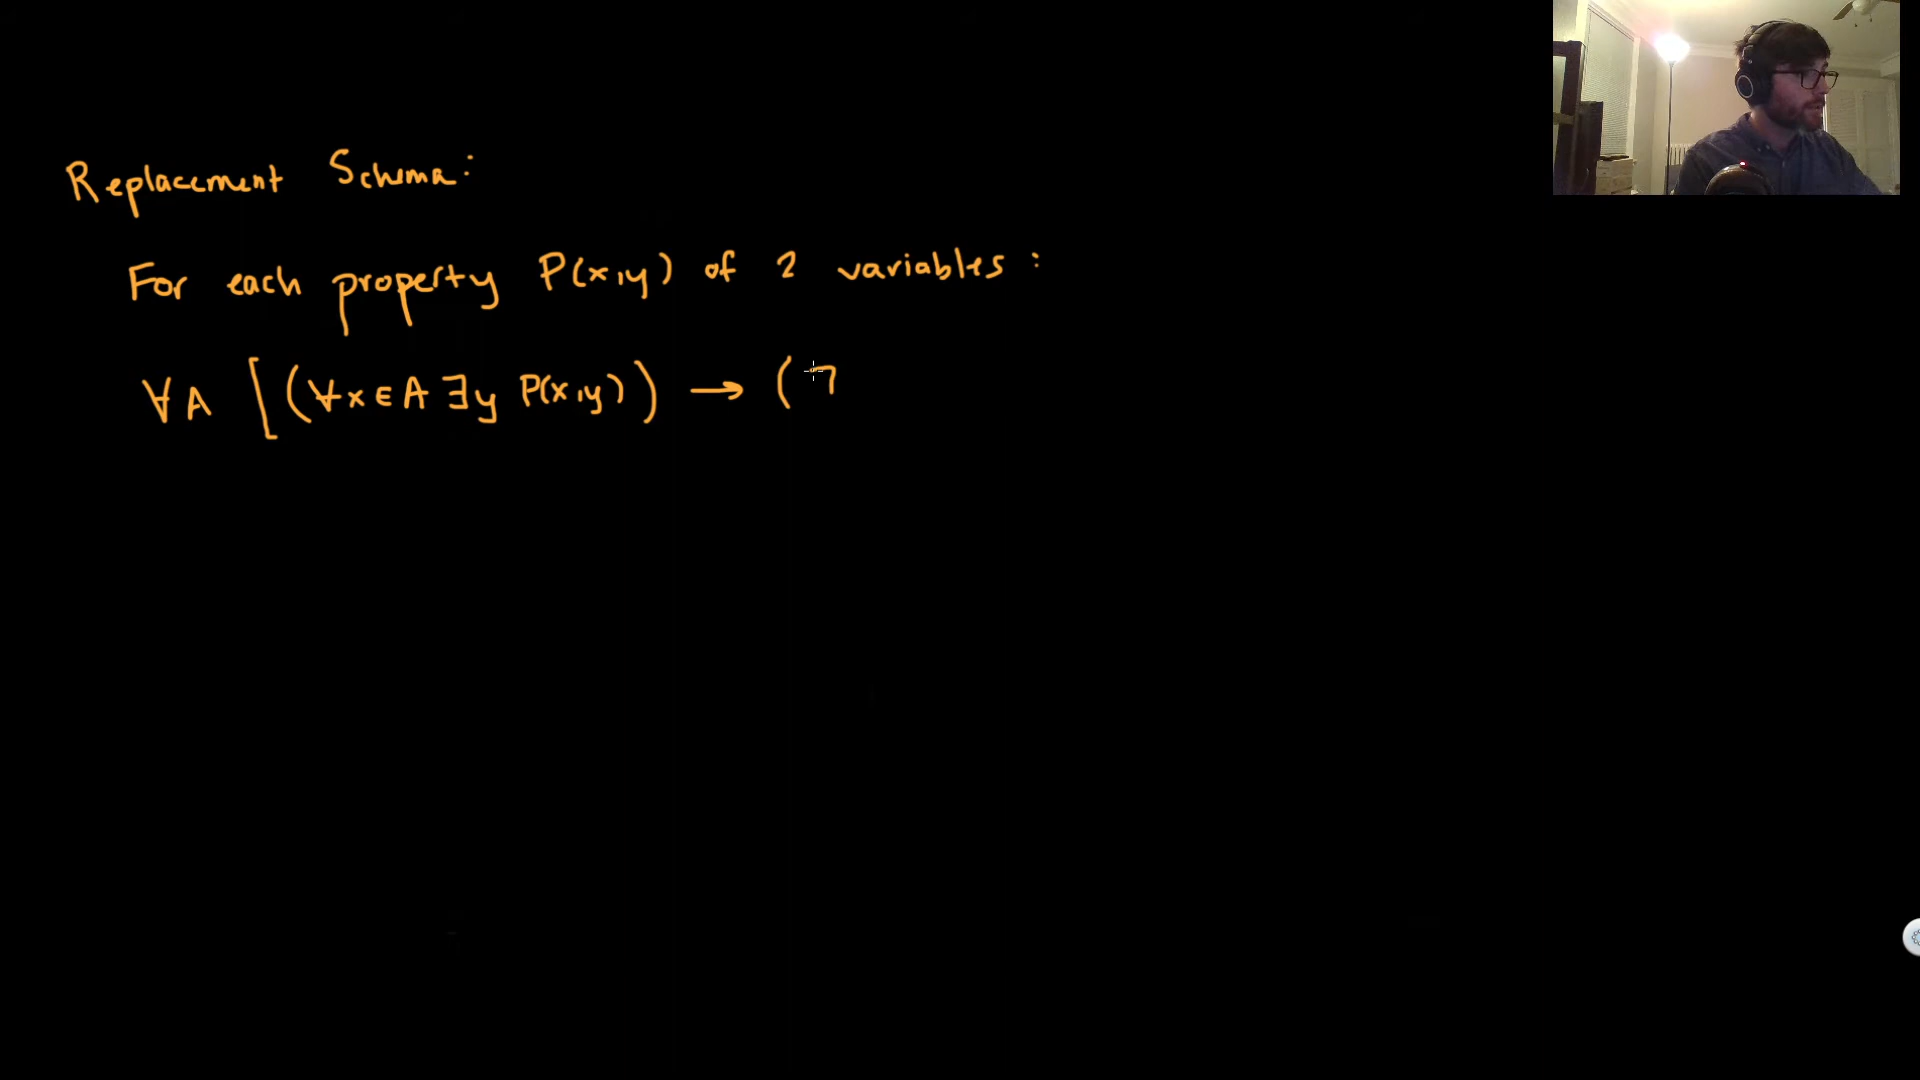 Replacement Schema:
For each property P(x,y) of 2 variables:
∀A [(∀x∈A ∃y P(x,y)) → (